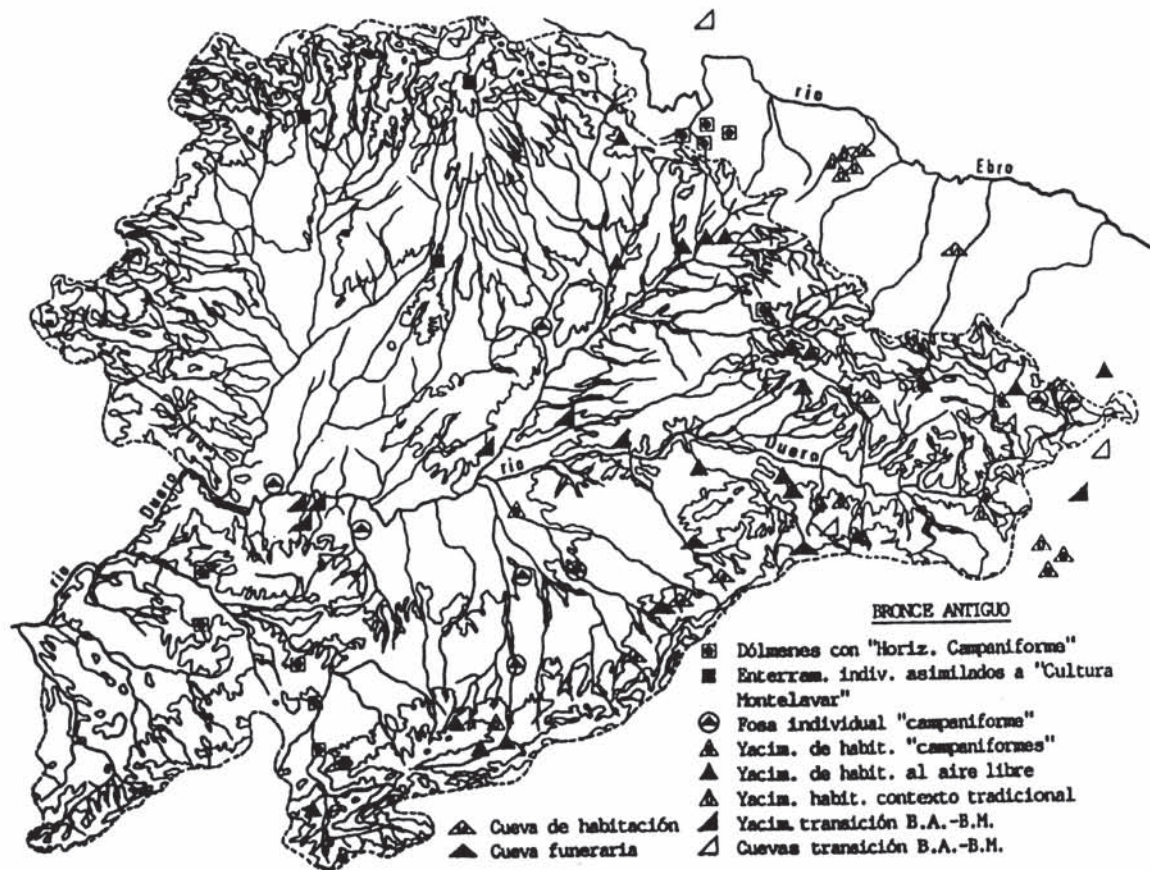 río
Ebro
Duero
río
Duero
río
BRONCE ANTIGUO
Dólmenes con "Horiz. Campaniforme"
Enterram. indiv. asimilados a "Cultura
Montelavar"
Fosa individual "campaniforme"
Yacim. de habit. "campaniformes"
Yacim. de habit. al aire libre
Yacim. habit. contexto tradicional
Yacim. transición B.A.-B.M.
Cuevas transición B.A.-B.M.
Cueva de habitación
Cueva funeraria